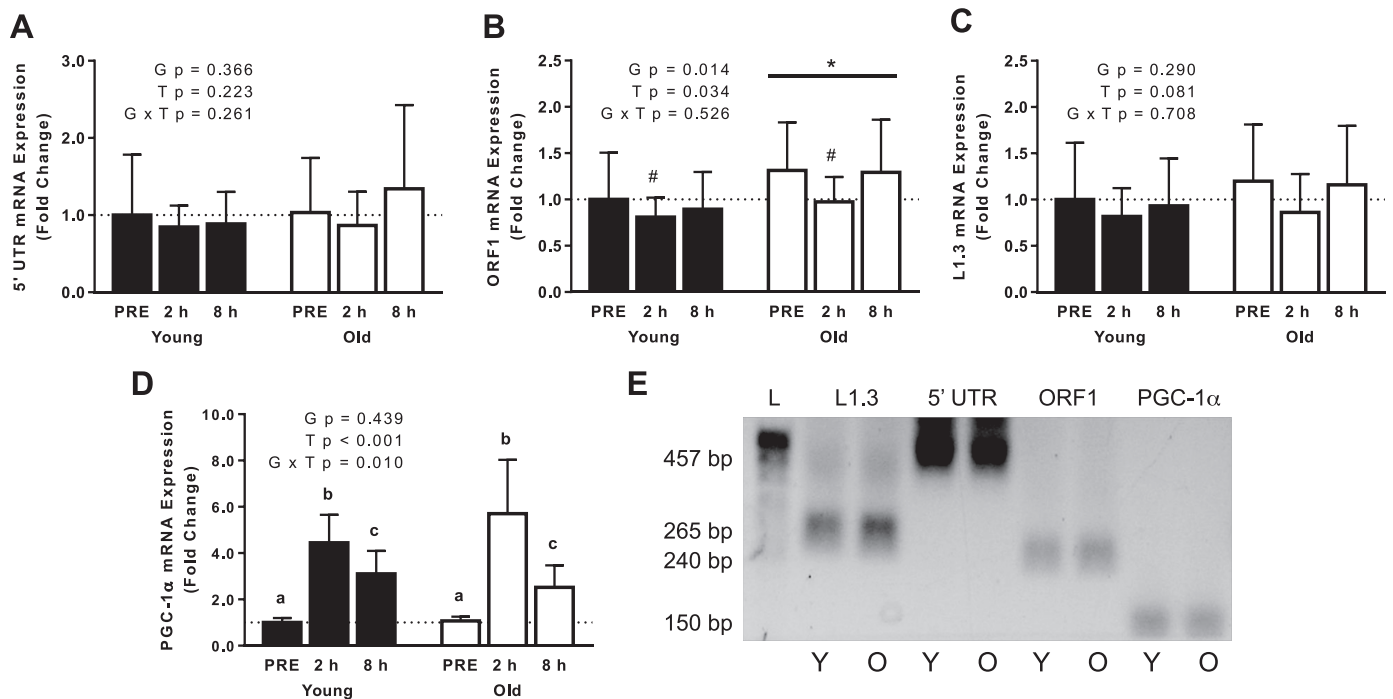 A
5' UTR mRNA Expression
(Fold Change)
3.0
2.0
1.0
0.0
G p = 0.366
T p = 0.223
G x T p = 0.261
PRE 2 h 8 h PRE 2 h 8 h
Young Old
B
ORF1 mRNA Expression
(Fold Change)
2.5
2.0
1.5
1.0
0.5
0.0
G p = 0.014
T p = 0.034
G x T p = 0.526
*
# #
PRE 2 h 8 h PRE 2 h 8 h
Young Old
C
L1.3 mRNA Expression
(Fold Change)
2.5
2.0
1.5
1.0
0.5
0.0
G p = 0.290
T p = 0.081
G x T p = 0.708
PRE 2 h 8 h PRE 2 h 8 h
Young Old
D
PGC-1α mRNA Expression
(Fold Change)
10.0
8.0
6.0
4.0
2.0
0.0
G p = 0.439
T p < 0.001
G x T p = 0.010
a b c a b c
PRE 2 h 8 h PRE 2 h 8 h
Young Old
E
L L1.3 5' UTR ORF1 PGC-1α
457 bp
265 bp
240 bp
150 bp
Y O Y O Y O Y O